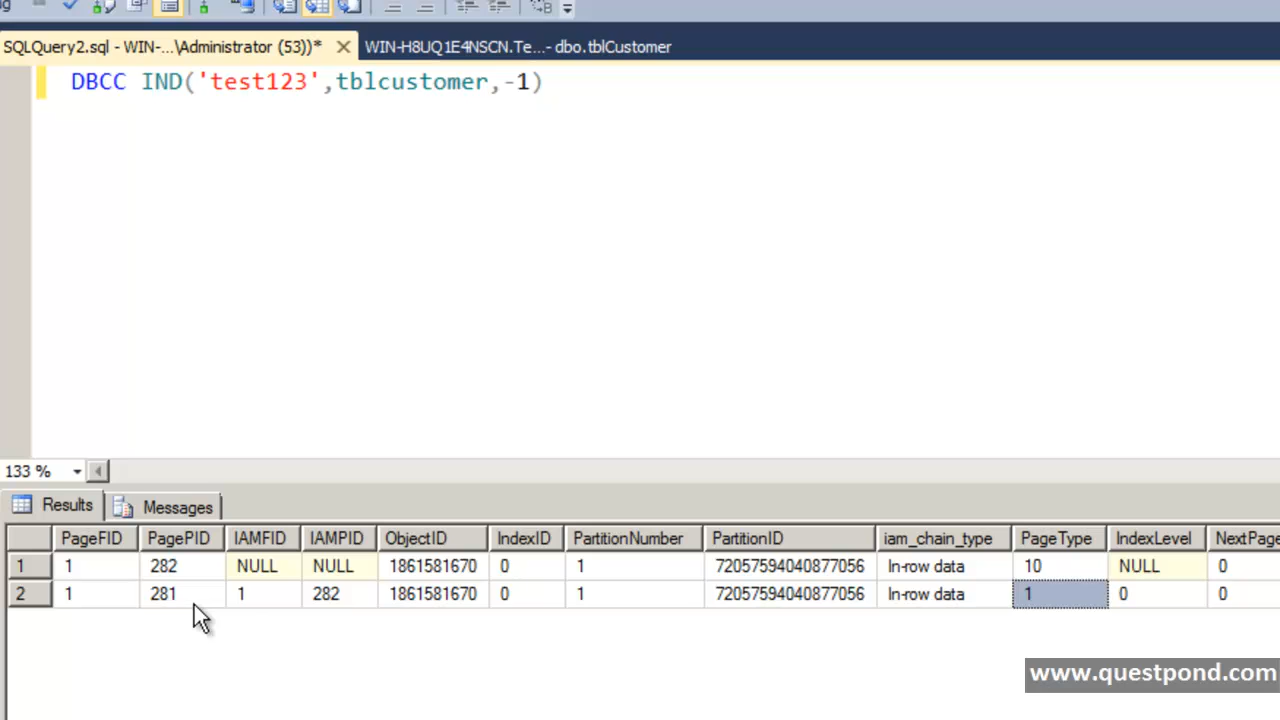 SQLQuery2.sql - WIN-...\Administrator (53))* WIN-H8UQ1E4NSCN.Te...- dbo.tblCustomer
DBCC IND('test123',tblcustomer,-1)
133 %
Results Messages
PageFID PagePID IAMFID IAMPID ObjectID IndexID PartitionNumber PartitionID iam_chain_type PageType IndexLevel NextPage
1 1 282 NULL NULL 1861581670 0 1 72057594040877056 In-row data 10 NULL 0
2 1 281 1 282 1861581670 0 1 72057594040877056 In-row data 1 0 0
www.questpond.com